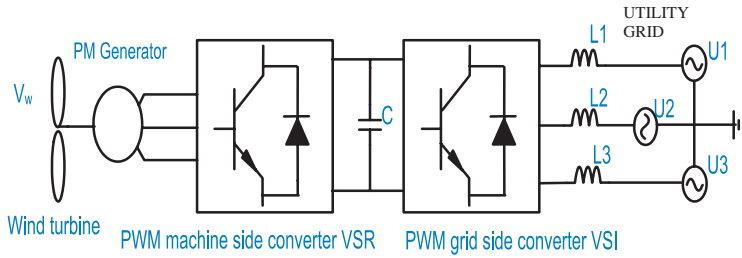 UTILITY
GRID
PM Generator
L1
U1
Vw
C
L2
U2
L3
U3
Wind turbine
PWM machine side converter VSR
PWM grid side converter VSI